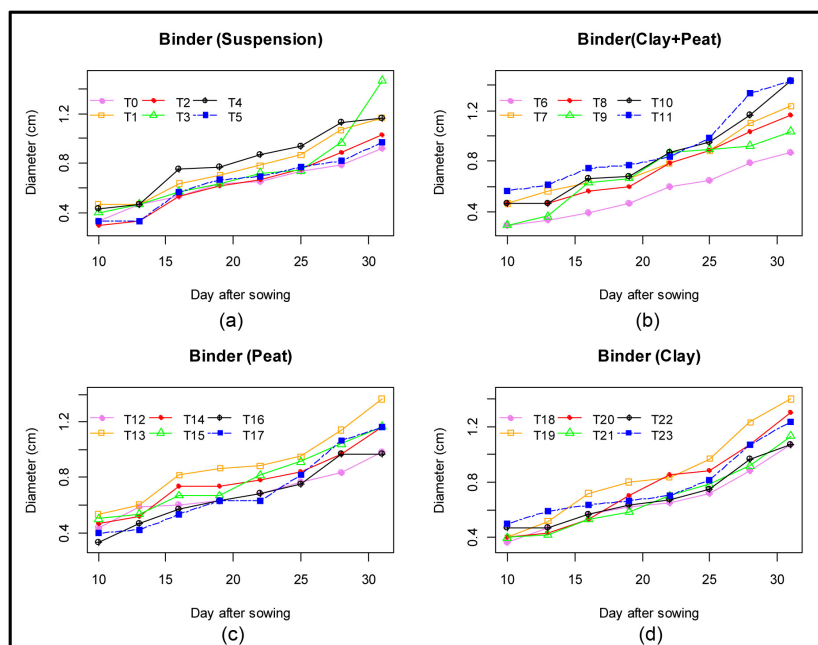 Binder (Suspension)
Diameter (cm)
1.2
0.8
0.4
T0 T2 T4
T1 T3 T5
10 15 20 25 30
Day after sowing
(a)
Binder(Clay+Peat)
Diameter (cm)
1.2
0.8
0.4
T6 T8 T10
T7 T9 T11
10 15 20 25 30
Day after sowing
(b)
Binder (Peat)
Diameter (cm)
1.2
0.8
0.4
T12 T14 T16
T13 T15 T17
10 15 20 25 30
Day after sowing
(c)
Binder (Clay)
Diameter (cm)
1.2
0.8
0.4
T18 T20 T22
T19 T21 T23
10 15 20 25 30
Day after sowing
(d)